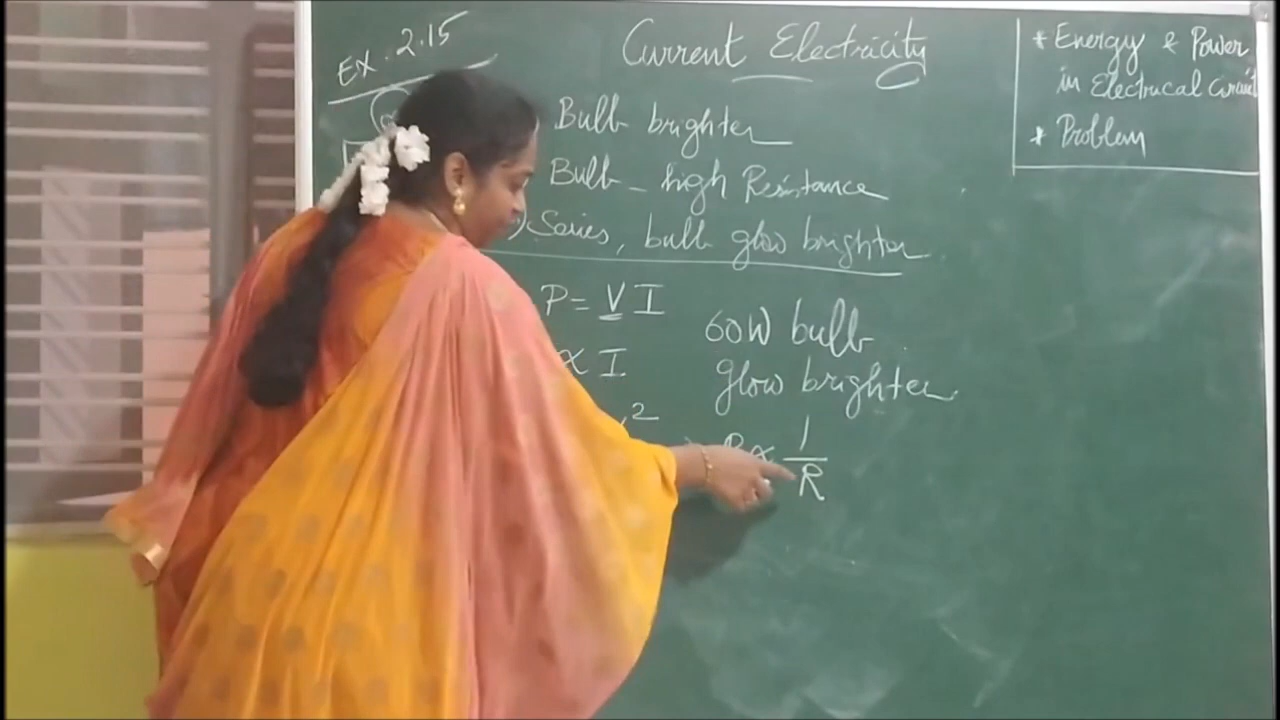 Ex. 2.15
Current Electricity
* Energy & Power
in Electrical Circuit
* Problem
Bulb brighter
Bulb - high Resistance
) Series, bulb glow brighter
P = V I
∝ I
2
60W bulb
glow brighter
P ∝ 1/R